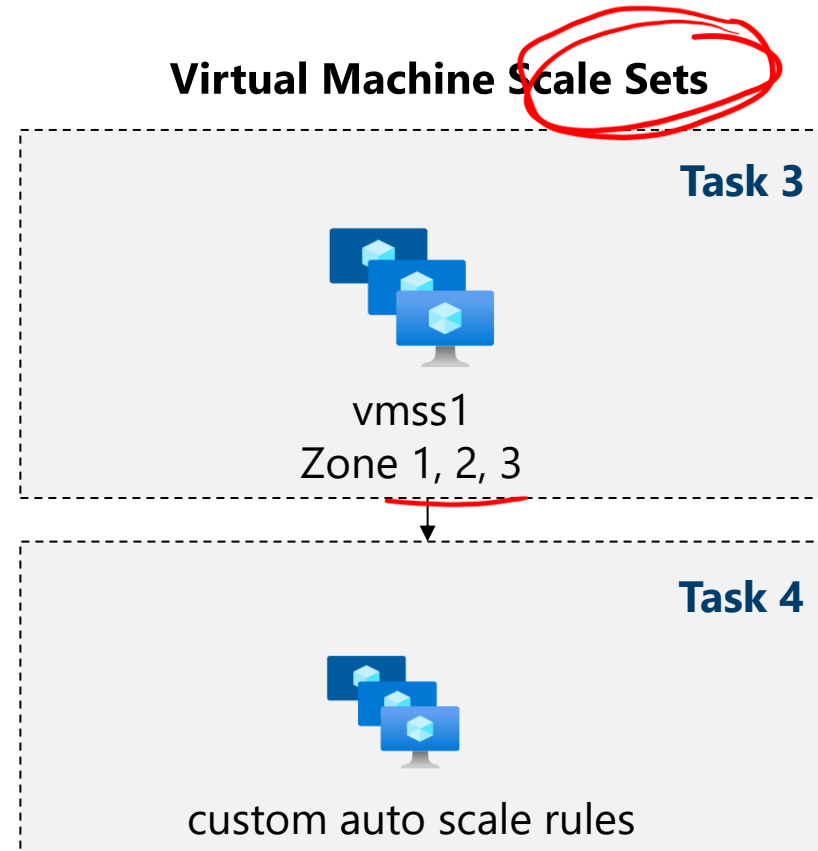 Virtual Machine Scale Sets
Task 3
vmss1
Zone 1, 2, 3
Task 4
custom auto scale rules